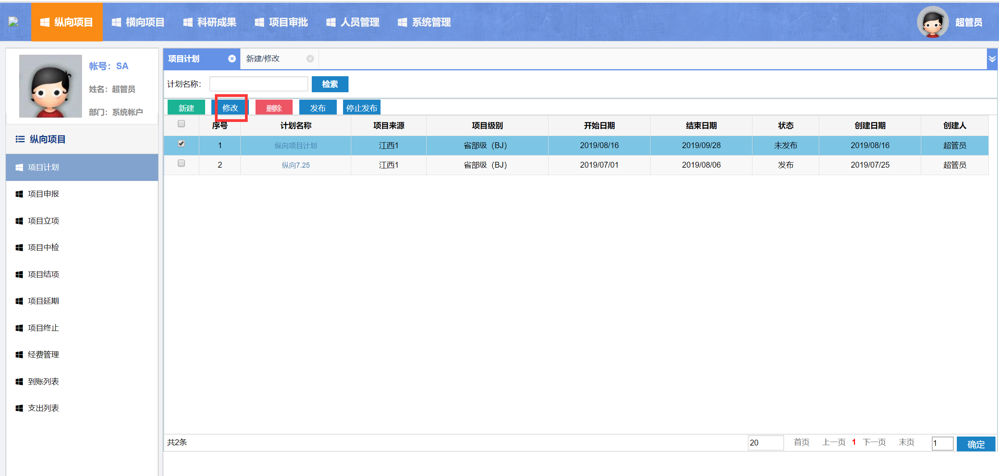 纵向项目 横向项目 科研成果 项目审批 人员管理 系统管理 超管员
帐号：SA
姓名：超管员
部门：系统帐户
纵向项目
项目计划
项目申报
项目立项
项目中检
项目结项
项目延期
项目终止
经费管理
到账列表
支出列表
项目计划 新建/修改
计划名称： 检索
新建 修改 删除 发布 停止发布
序号 计划名称 项目来源 项目级别 开始日期 结束日期 状态 创建日期 创建人
1 纵向项目计划 江西1 省部级（BJ） 2019/08/16 2019/09/28 未发布 2019/08/16 超管员
2 纵向7.25 江西1 省部级（BJ） 2019/07/01 2019/08/06 发布 2019/07/25 超管员
共2条 20 首页 上一页 1 下一页 末页 1 确定